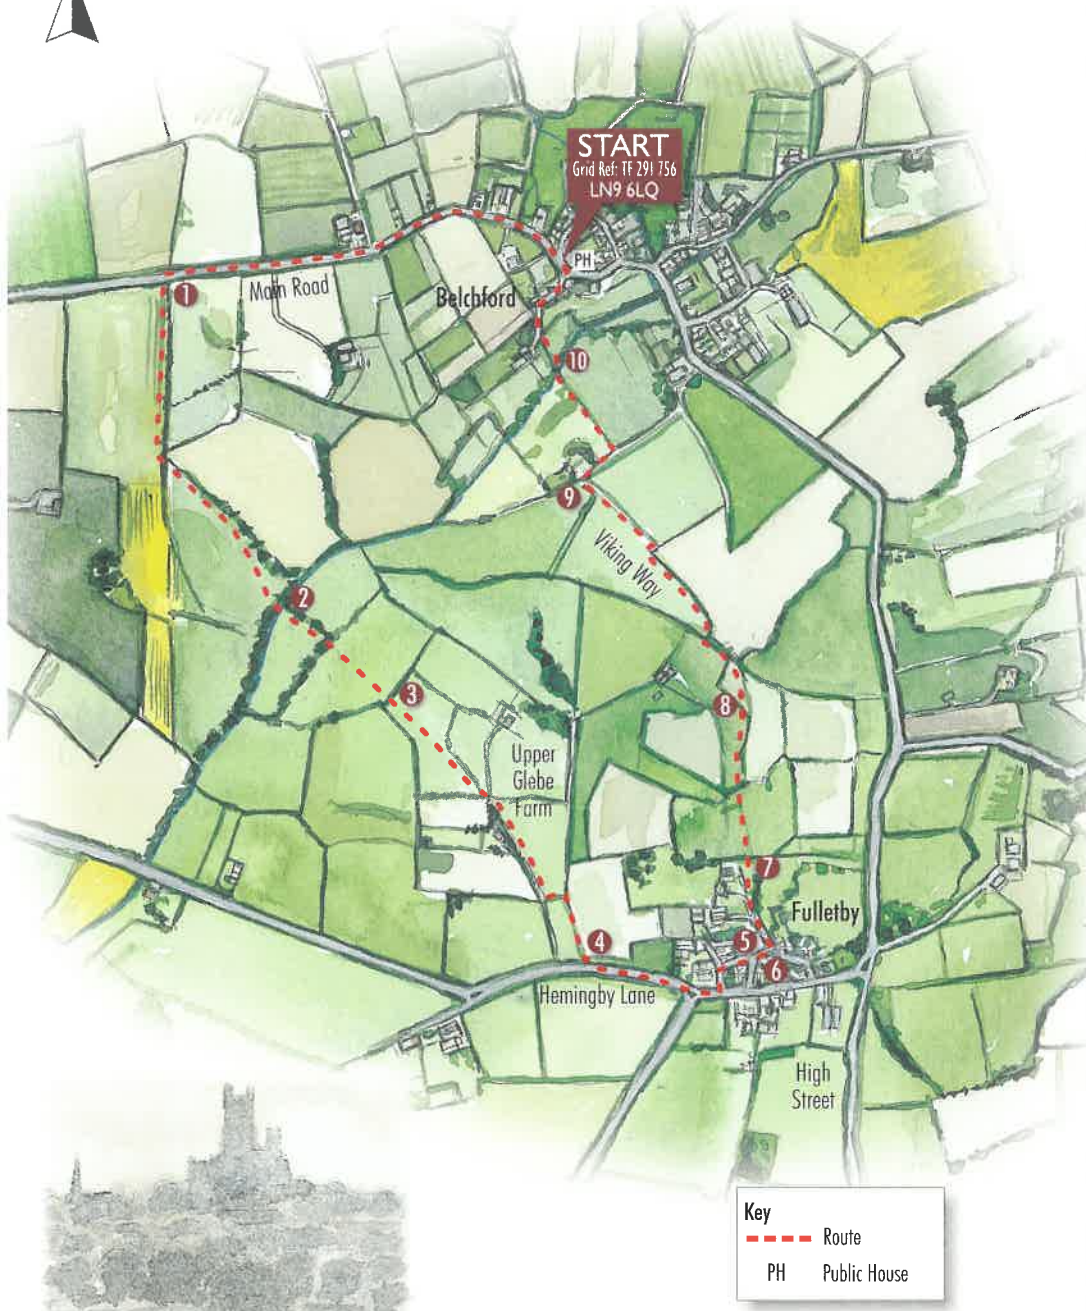 START
Grid Ref: TF 291 756
LN9 6LQ
PH
1
Main Road
Belchford
10
9
Viking Way
2
3
8
Upper
Glebe
Farm
7
Fulletby
4
5
6
Hemingby Lane
High
Street
Key
Route
PH Public House